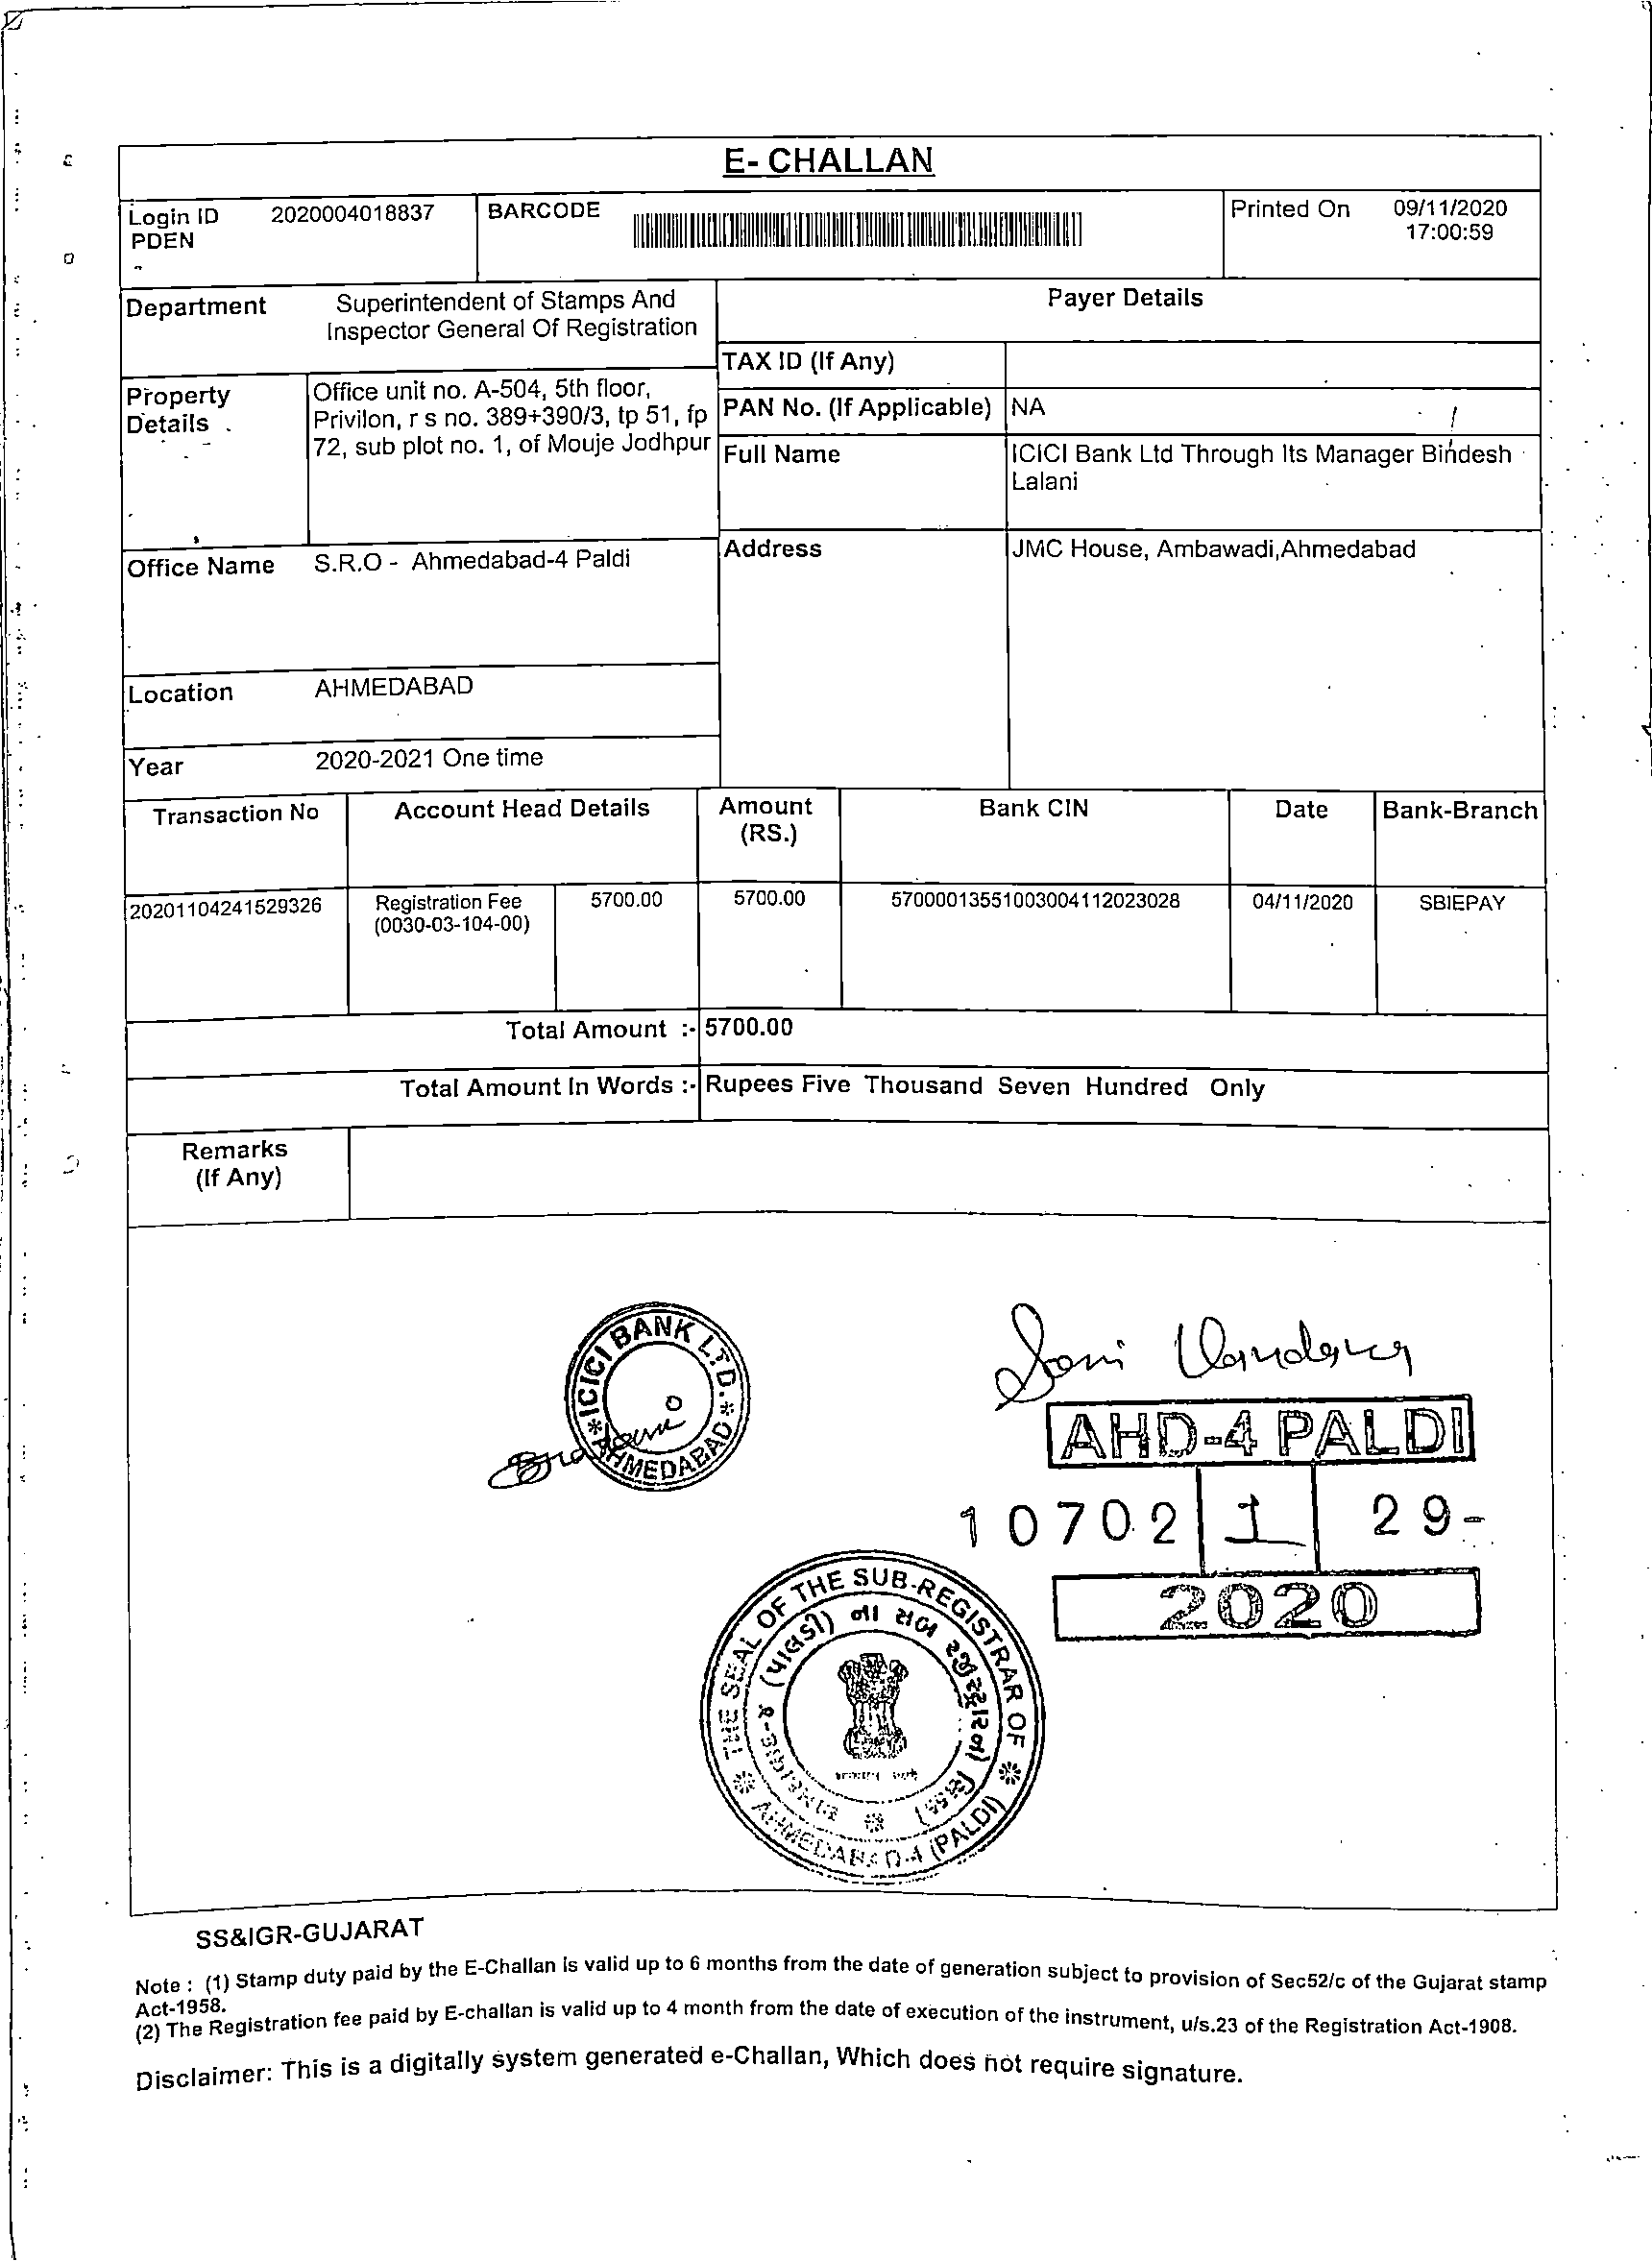 E- CHALLAN
Login ID 2020004018837 BARCODE Printed On 09/11/2020
PDEN 17:00:59
Department Superintendent of Stamps And
Inspector General Of Registration
Payer Details
TAX ID (If Any)
Property Details Office unit no. A-504, 5th floor,
Privilon, r s no. 389+390/3, tp 51, fp
72, sub plot no. 1, of Mouje Jodhpur
PAN No. (If Applicable) NA
Full Name ICICI Bank Ltd Through Its Manager Bindesh
Lalani
Office Name S.R.O - Ahmedabad-4 Paldi
Address JMC House, Ambawadi,Ahmedabad
Location AHMEDABAD
Year 2020-2021 One time
Transaction No Account Head Details Amount (RS.) Bank CIN Date Bank-Branch
20201104241529326 Registration Fee 5700.00 5700.00 57000013551003004112023028 04/11/2020 SBIEPAY
(0030-03-104-00)
Total Amount :- 5700.00
Total Amount In Words :- Rupees Five Thousand Seven Hundred Only
Remarks
(If Any)
ICICI BANK LTD.
AHMEDABAD
Soni Vandana
AHD-4 PALDI
10702 1 29-
2020
THE SEAL OF THE SUB-REGISTRAR OF
AHMEDABAD-4 (PALDI)
SS&IGR-GUJARAT
Note : (1) Stamp duty paid by the E-Challan is valid up to 6 months from the date of generation subject to provision of Sec52/c of the Gujarat stamp
Act-1958.
(2) The Registration fee paid by E-challan is valid up to 4 month from the date of execution of the instrument, u/s.23 of the Registration Act-1908.
Disclaimer: This is a digitally system generated e-Challan, Which does not require signature.